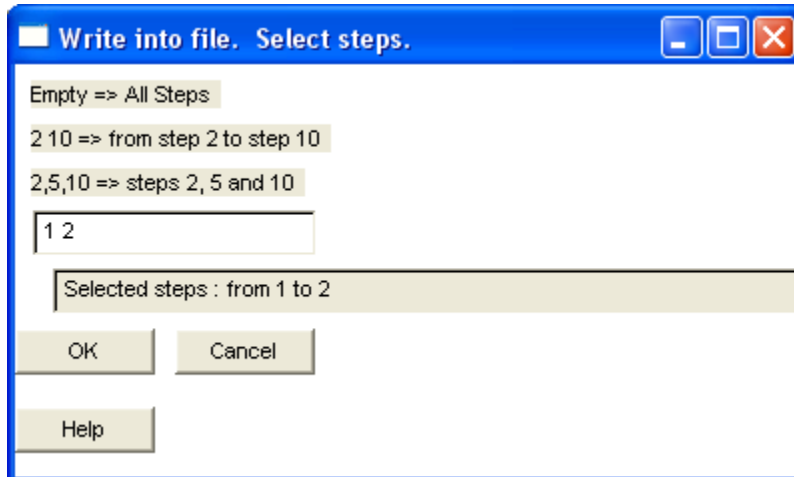 Write into file.  Select steps.
Empty => All Steps
2 10 => from step 2 to step 10
2,5,10 => steps 2, 5 and 10
1 2
Selected steps : from 1 to 2
OK
Cancel
Help